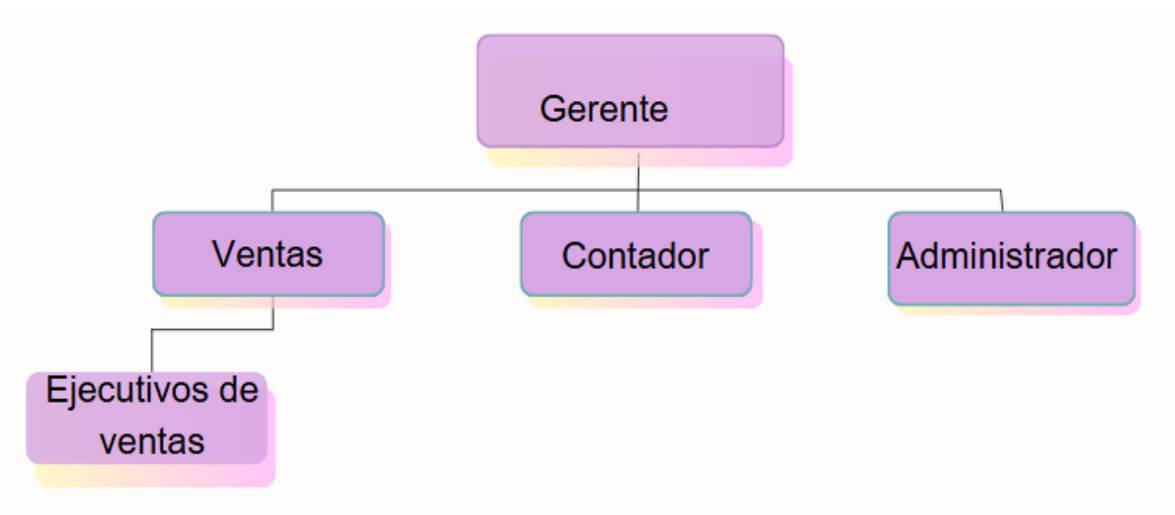 Gerente
Ventas
Contador
Administrador
Ejecutivos de
ventas